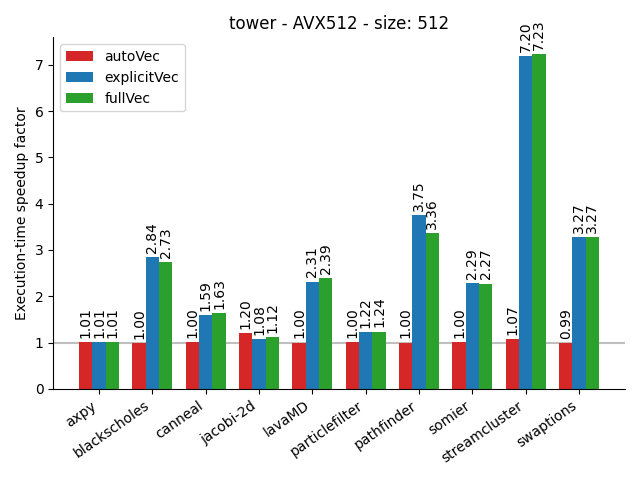 tower - AVX512 - size: 512
autoVec
explicitVec
fullVec
Execution-time speedup factor
7
6
5
4
3
2
1
0
1.01 1.01 1.01
1.00 2.84 2.73
1.00 1.59 1.63
1.20 1.08 1.12
1.00 2.31 2.39
1.00 1.22 1.24
1.00 3.75 3.36
1.00 2.29 2.27
1.07 7.20 7.23
0.99 3.27 3.27
axpy
blackscholes
canneal
jacobi-2d
lavaMD
particlefilter
pathfinder
somier
streamcluster
swaptions